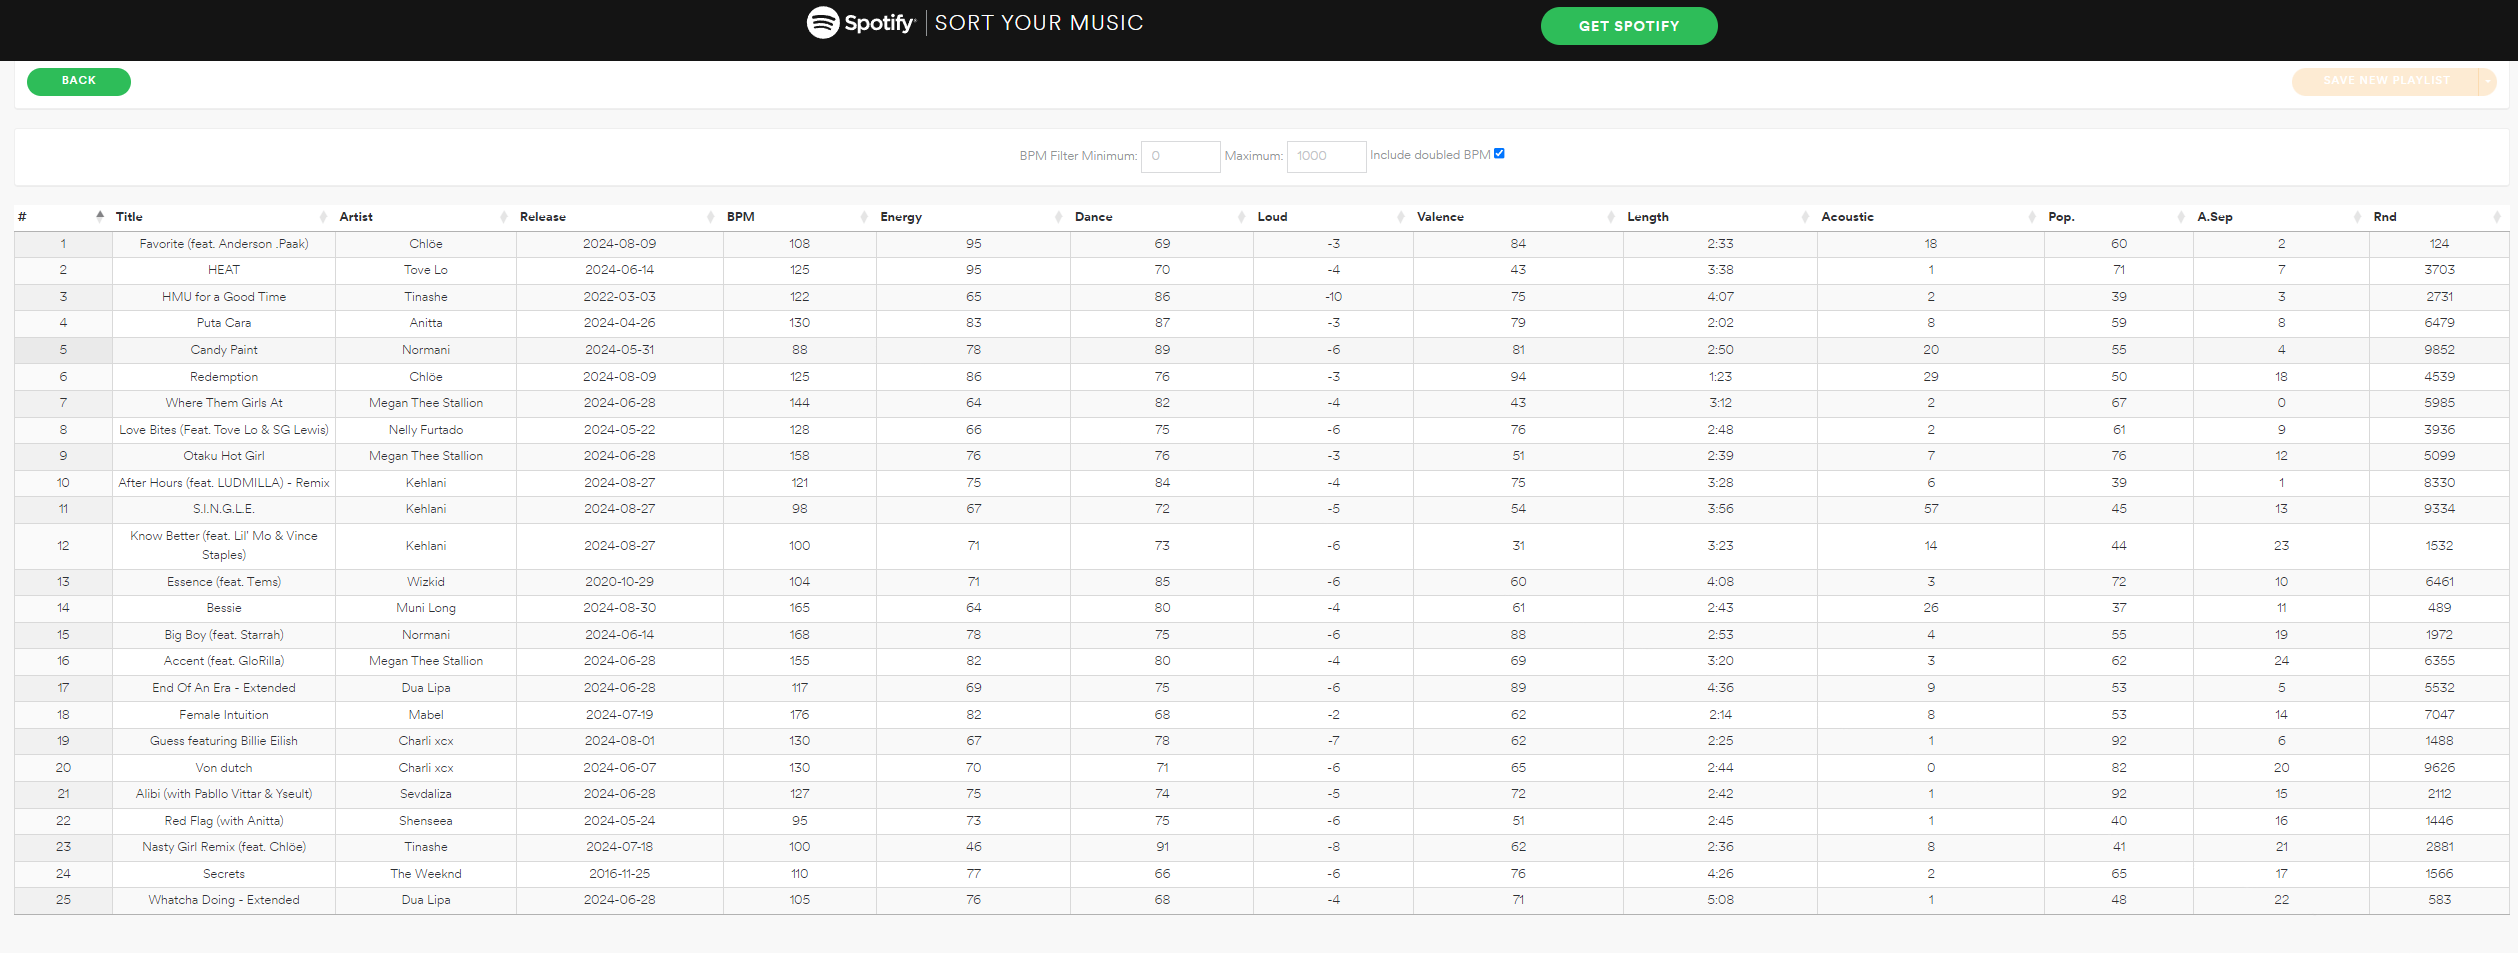 Spotify® | SORT YOUR MUSIC
GET SPOTIFY
BACK
SAVE NEW PLAYLIST
BPM Filter Minimum: 0 Maximum: 1000 Include doubled BPM
# Title Artist Release BPM Energy Dance Loud Valence Length Acoustic Pop. A.Sep Rnd
1 Favorite (feat. Anderson .Paak) Chlöe 2024-08-09 108 95 69 -3 84 2:33 18 60 2 124
2 HEAT Tove Lo 2024-06-14 125 95 70 -4 43 3:38 1 71 7 3703
3 HMU for a Good Time Tinashe 2022-03-03 122 65 86 -10 75 4:07 2 39 3 2731
4 Puta Cara Anitta 2024-04-26 130 83 87 -3 79 2:02 8 59 8 6479
5 Candy Paint Normani 2024-05-31 88 78 89 -6 81 2:50 20 55 4 9852
6 Redemption Chlöe 2024-08-09 125 86 76 -3 94 1:23 29 50 18 4539
7 Where Them Girls At Megan Thee Stallion 2024-06-28 144 64 82 -4 43 3:12 2 67 0 5985
8 Love Bites (Feat. Tove Lo & SG Lewis) Nelly Furtado 2024-05-22 128 66 75 -6 76 2:48 2 61 9 3936
9 Otaku Hot Girl Megan Thee Stallion 2024-06-28 158 76 76 -3 51 2:39 7 76 12 5099
10 After Hours (feat. LUDMILLA) - Remix Kehlani 2024-08-27 121 75 84 -4 75 3:28 6 39 1 8330
11 S.I.N.G.L.E. Kehlani 2024-08-27 98 67 72 -5 54 3:56 57 45 13 9334
12 Know Better (feat. Lil' Mo & Vince Staples) Kehlani 2024-08-27 100 71 73 -6 31 3:23 14 44 23 1532
13 Essence (feat. Tems) Wizkid 2020-10-29 104 71 85 -6 60 4:08 3 72 10 6461
14 Bessie Muni Long 2024-08-30 165 64 80 -4 61 2:43 26 37 11 489
15 Big Boy (feat. Starrah) Normani 2024-06-14 168 78 75 -6 88 2:53 4 55 19 1972
16 Accent (feat. GloRilla) Megan Thee Stallion 2024-06-28 155 82 80 -4 69 3:20 3 62 24 6355
17 End Of An Era - Extended Dua Lipa 2024-06-28 117 69 75 -6 89 4:36 9 53 5 5532
18 Female Intuition Mabel 2024-07-19 176 82 68 -2 62 2:14 8 53 14 7047
19 Guess featuring Billie Eilish Charli xcx 2024-08-01 130 67 78 -7 62 2:25 1 92 6 1488
20 Von dutch Charli xcx 2024-06-07 130 70 71 -6 65 2:44 0 82 20 9626
21 Alibi (with Pabllo Vittar & Yseult) Sevdaliza 2024-06-28 127 75 74 -5 72 2:42 1 92 15 2112
22 Red Flag (with Anitta) Shenseea 2024-05-24 95 73 75 -6 51 2:45 1 40 16 1446
23 Nasty Girl Remix (feat. Chlöe) Tinashe 2024-07-18 100 46 91 -8 62 2:36 8 41 21 2881
24 Secrets The Weeknd 2016-11-25 110 77 66 -6 76 4:26 2 65 17 1566
25 Whatcha Doing - Extended Dua Lipa 2024-06-28 105 76 68 -4 71 5:08 1 48 22 583